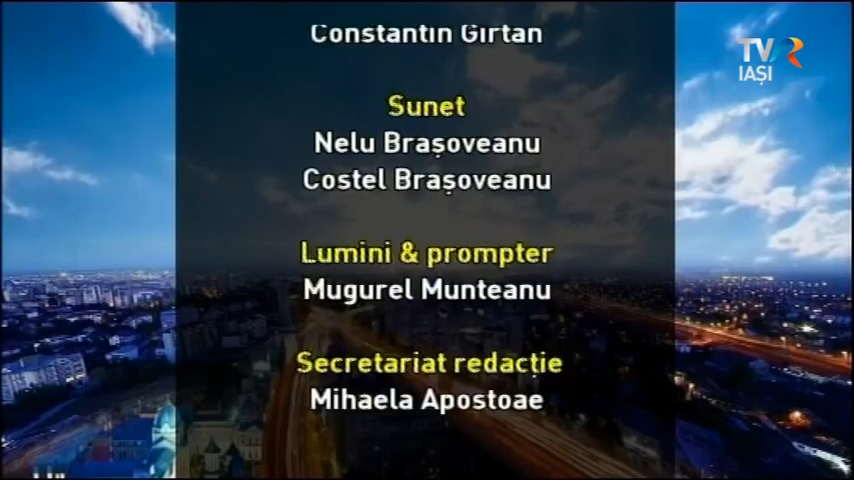 Constantin Gîrtan
TVR
IAȘI
Sunet
Nelu Brașoveanu
Costel Brașoveanu
Lumini & prompter
Mugurel Munteanu
Secretariat redacție
Mihaela Apostoae